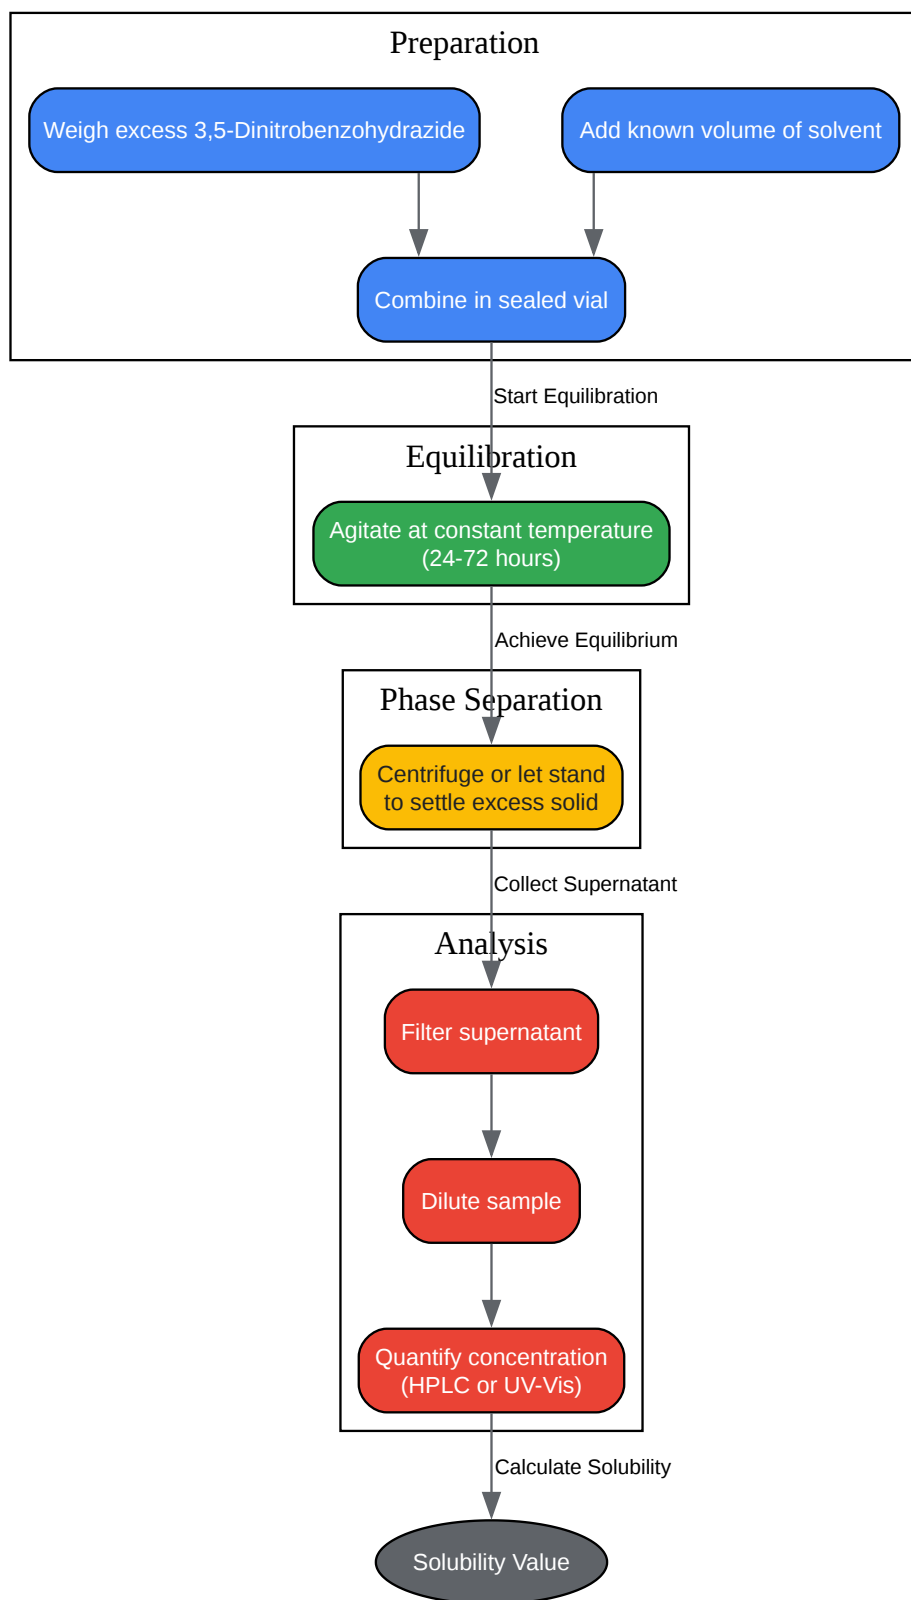 Preparation
Weigh excess 3,5-Dinitrobenzohydrazide
Add known volume of solvent
Combine in sealed vial
Start Equilibration
Equilibration
Agitate at constant temperature
(24-72 hours)
Achieve Equilibrium
Phase Separation
Centrifuge or let stand
to settle excess solid
Collect Supernatant
Analysis
Filter supernatant
Dilute sample
Quantify concentration
(HPLC or UV-Vis)
Calculate Solubility
Solubility Value